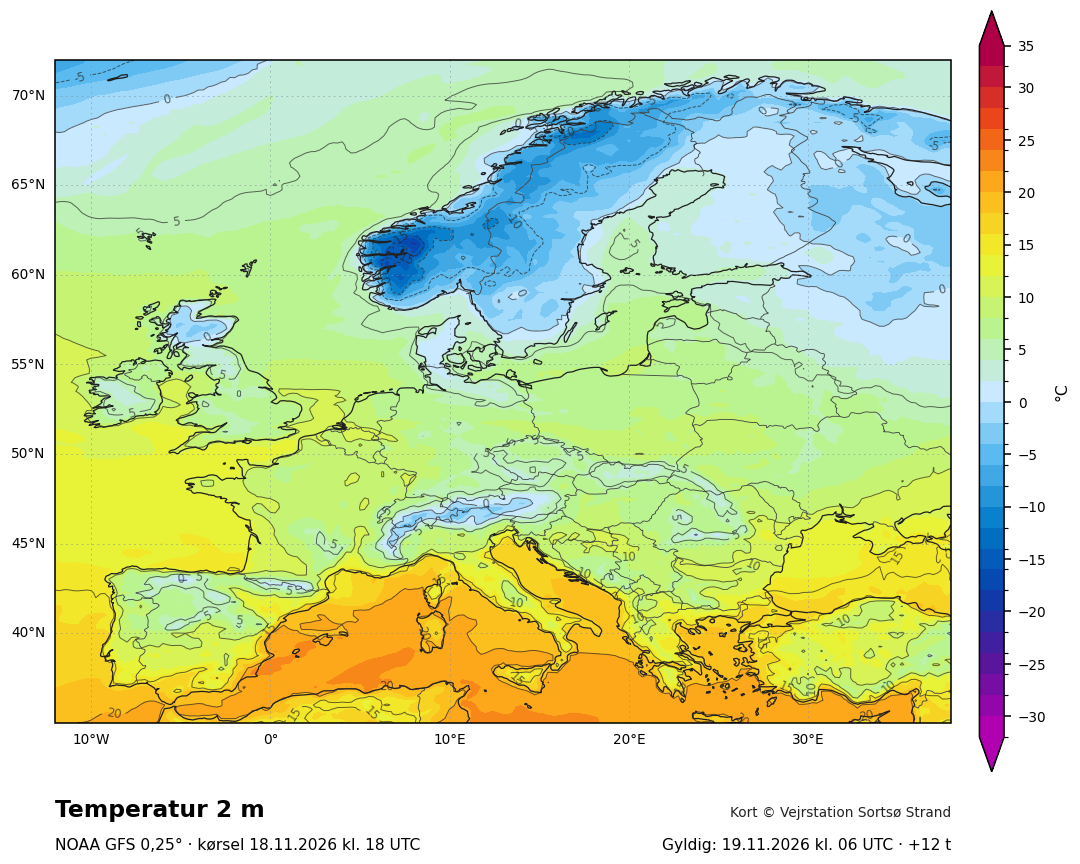 70°N
65°N
60°N
55°N
50°N
45°N
40°N
10°W
0°
10°E
20°E
30°E
35
30
25
20
15
10
5
0
−5
−10
−15
−20
−25
−30
°C
Temperatur 2 m
Kort © Vejrstation Sortsø Strand
NOAA GFS 0,25° · kørsel 18.11.2026 kl. 18 UTC
Gyldig: 19.11.2026 kl. 06 UTC · +12 t